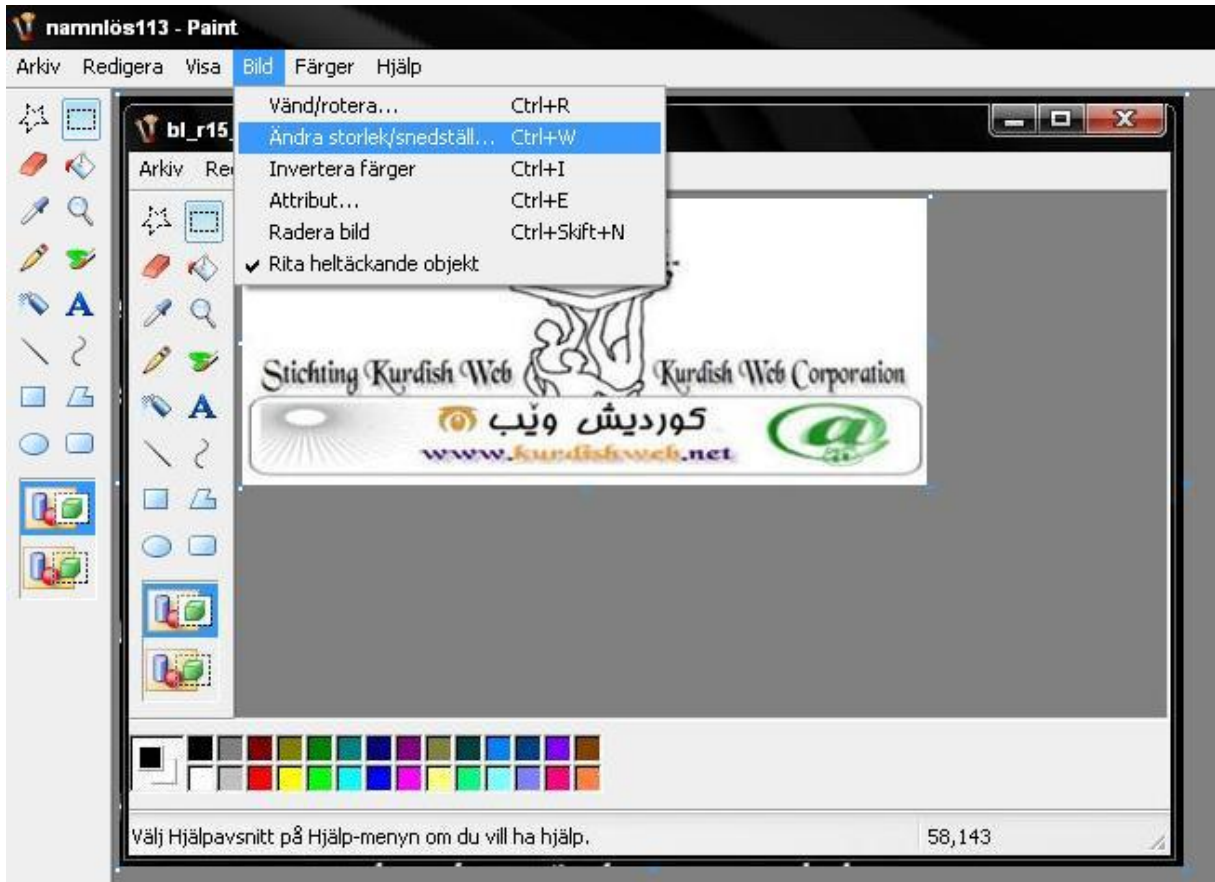 namnlös113 - Paint
Arkiv Redigera Visa Bild Färger Hjälp
Vänd/rotera... Ctrl+R
Ändra storlek/snedställ... Ctrl+W
Invertera färger Ctrl+I
Attribut... Ctrl+E
Radera bild Ctrl+Skift+N
Rita heltäckande objekt
bl_r15_
Arkiv Re
A
A
Stichting Kurdish Web Kurdish Web Corporation
كوردیش وێب
www.kurdishweb.net
@
Välj Hjälpavsnitt på Hjälp-menyn om du vill ha hjälp. 58,143